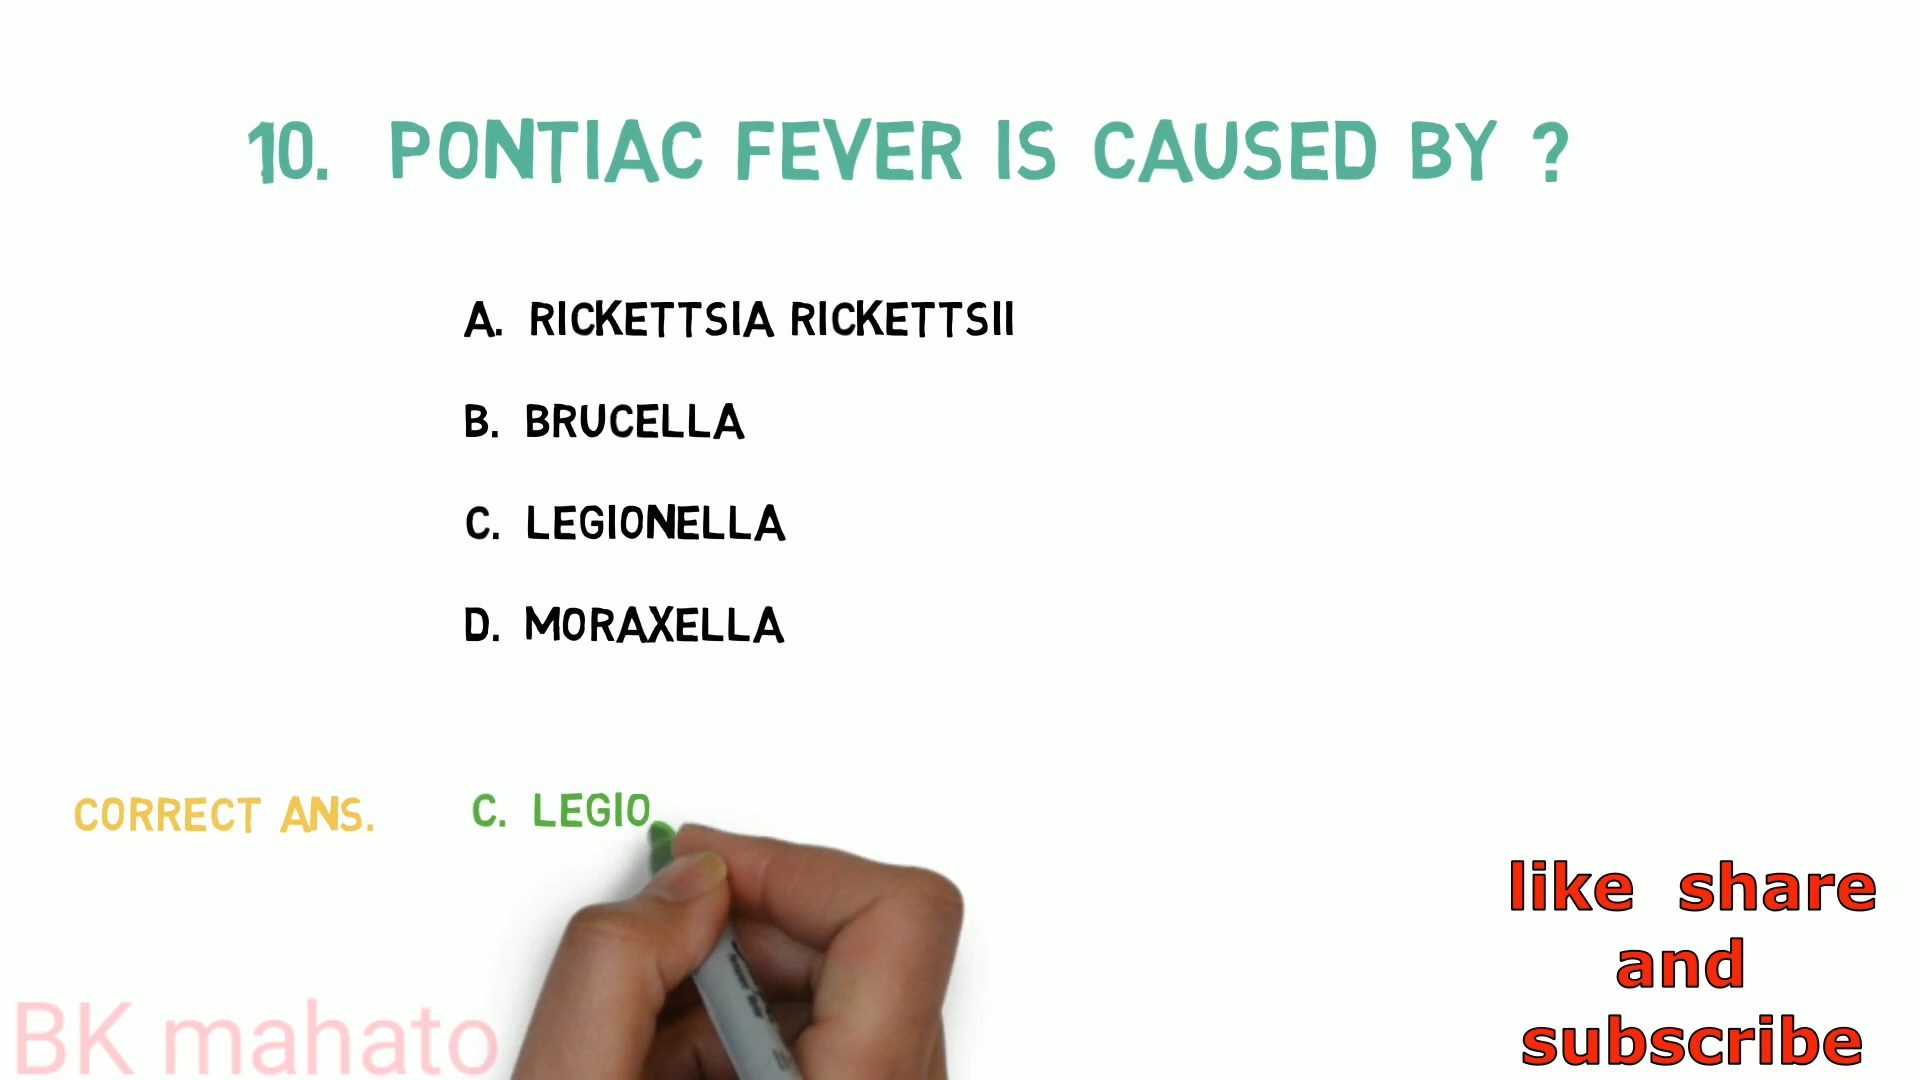 10. PONTIAC FEVER IS CAUSED BY ?
A. RICKETTSIA RICKETTSII
B. BRUCELLA
C. LEGIONELLA
D. MORAXELLA
CORRECT ANS. C. LEGIO
like share
and
subscribe
BK mahato